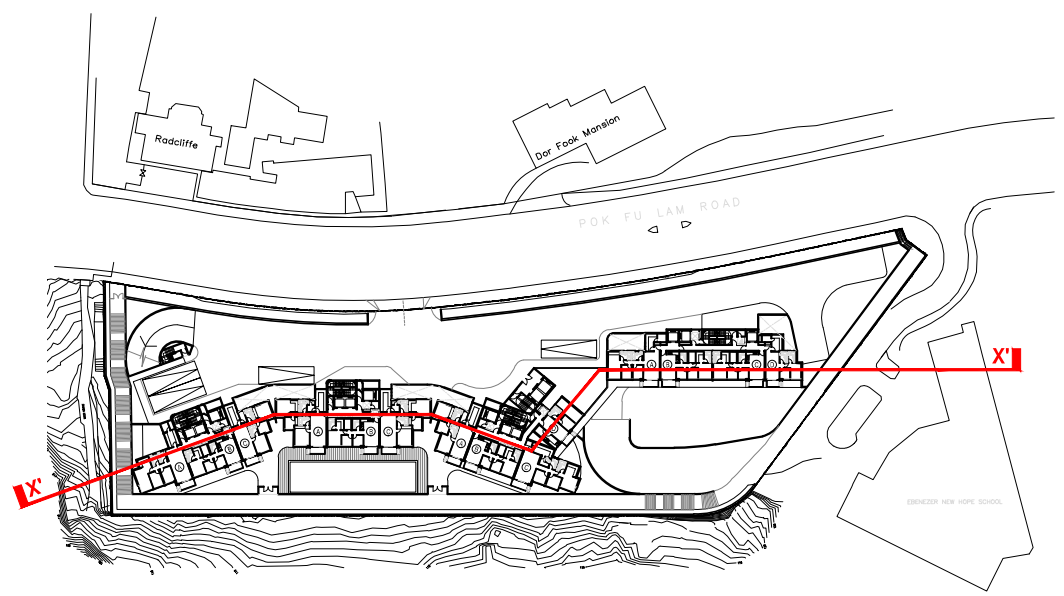 Radcliffe
Dor Fook Mansion
POK FU LAM ROAD
X'
X'
EBENEZER NEW HOPE SCHOOL
A
B
C
D
A
B
C
A
B
C